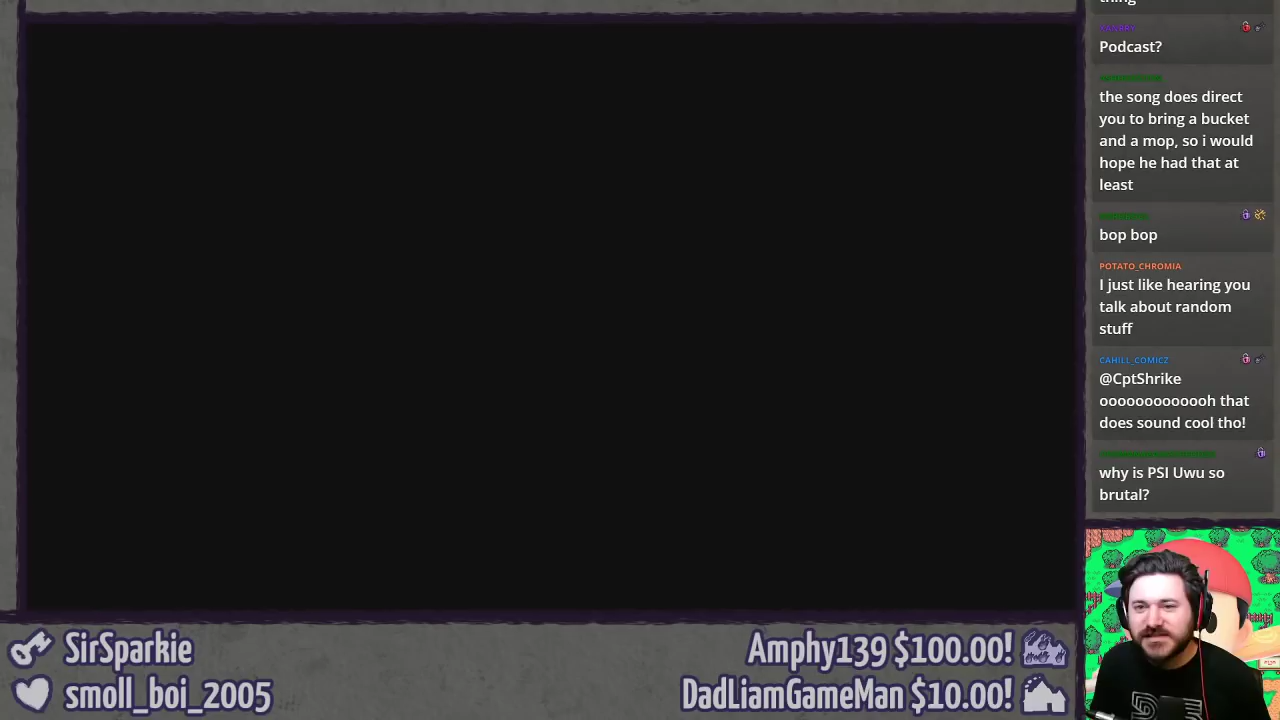 thing
Podcast?
the song does direct
you to bring a bucket
and a mop, so i would
hope he had that at
least
bop bop
POTATO_CHROMIA
I just like hearing you
talk about random
stuff
CAHILL_COMICZ
@CptShrike
ooooooooooooh that
does sound cool tho!
why is PSI Uwu so
brutal?
SirSparkie
smoll_boi_2005
Amphy139 $100.00!
DadLiamGameMan $10.00!